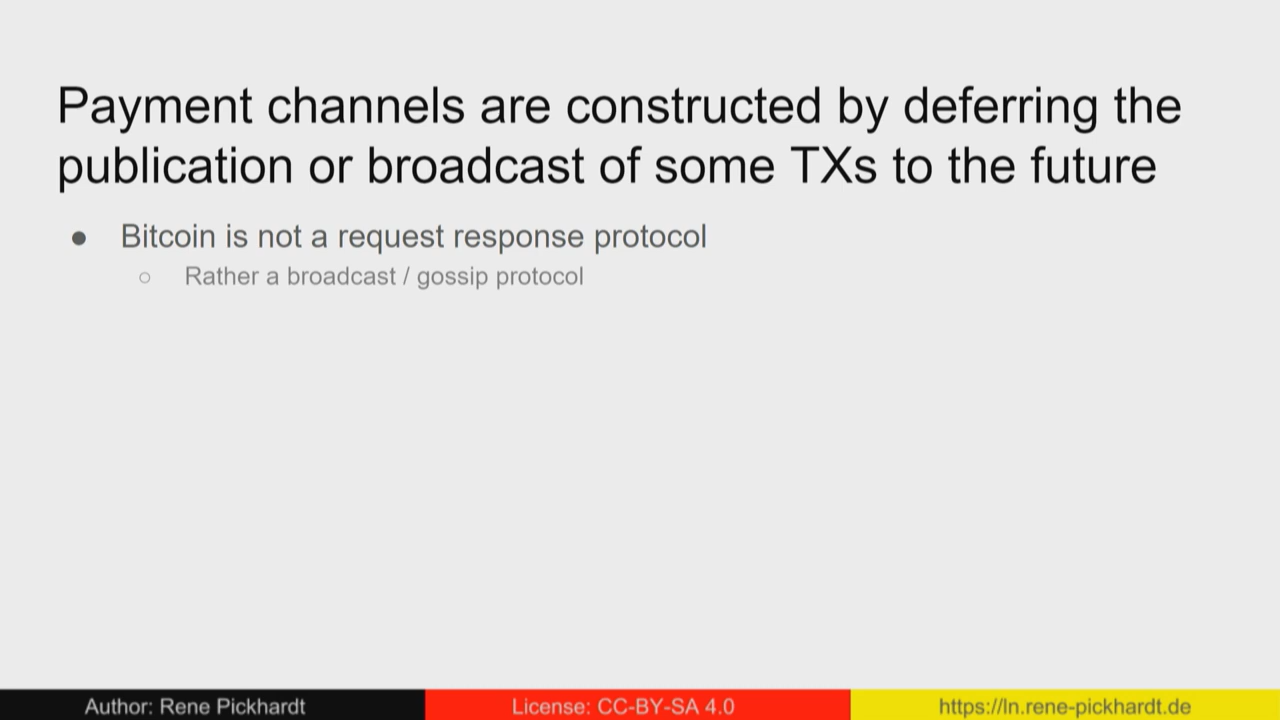 Payment channels are constructed by deferring the
publication or broadcast of some TXs to the future
● Bitcoin is not a request response protocol
○ Rather a broadcast / gossip protocol
Author: Rene Pickhardt
License: CC-BY-SA 4.0
https://ln.rene-pickhardt.de